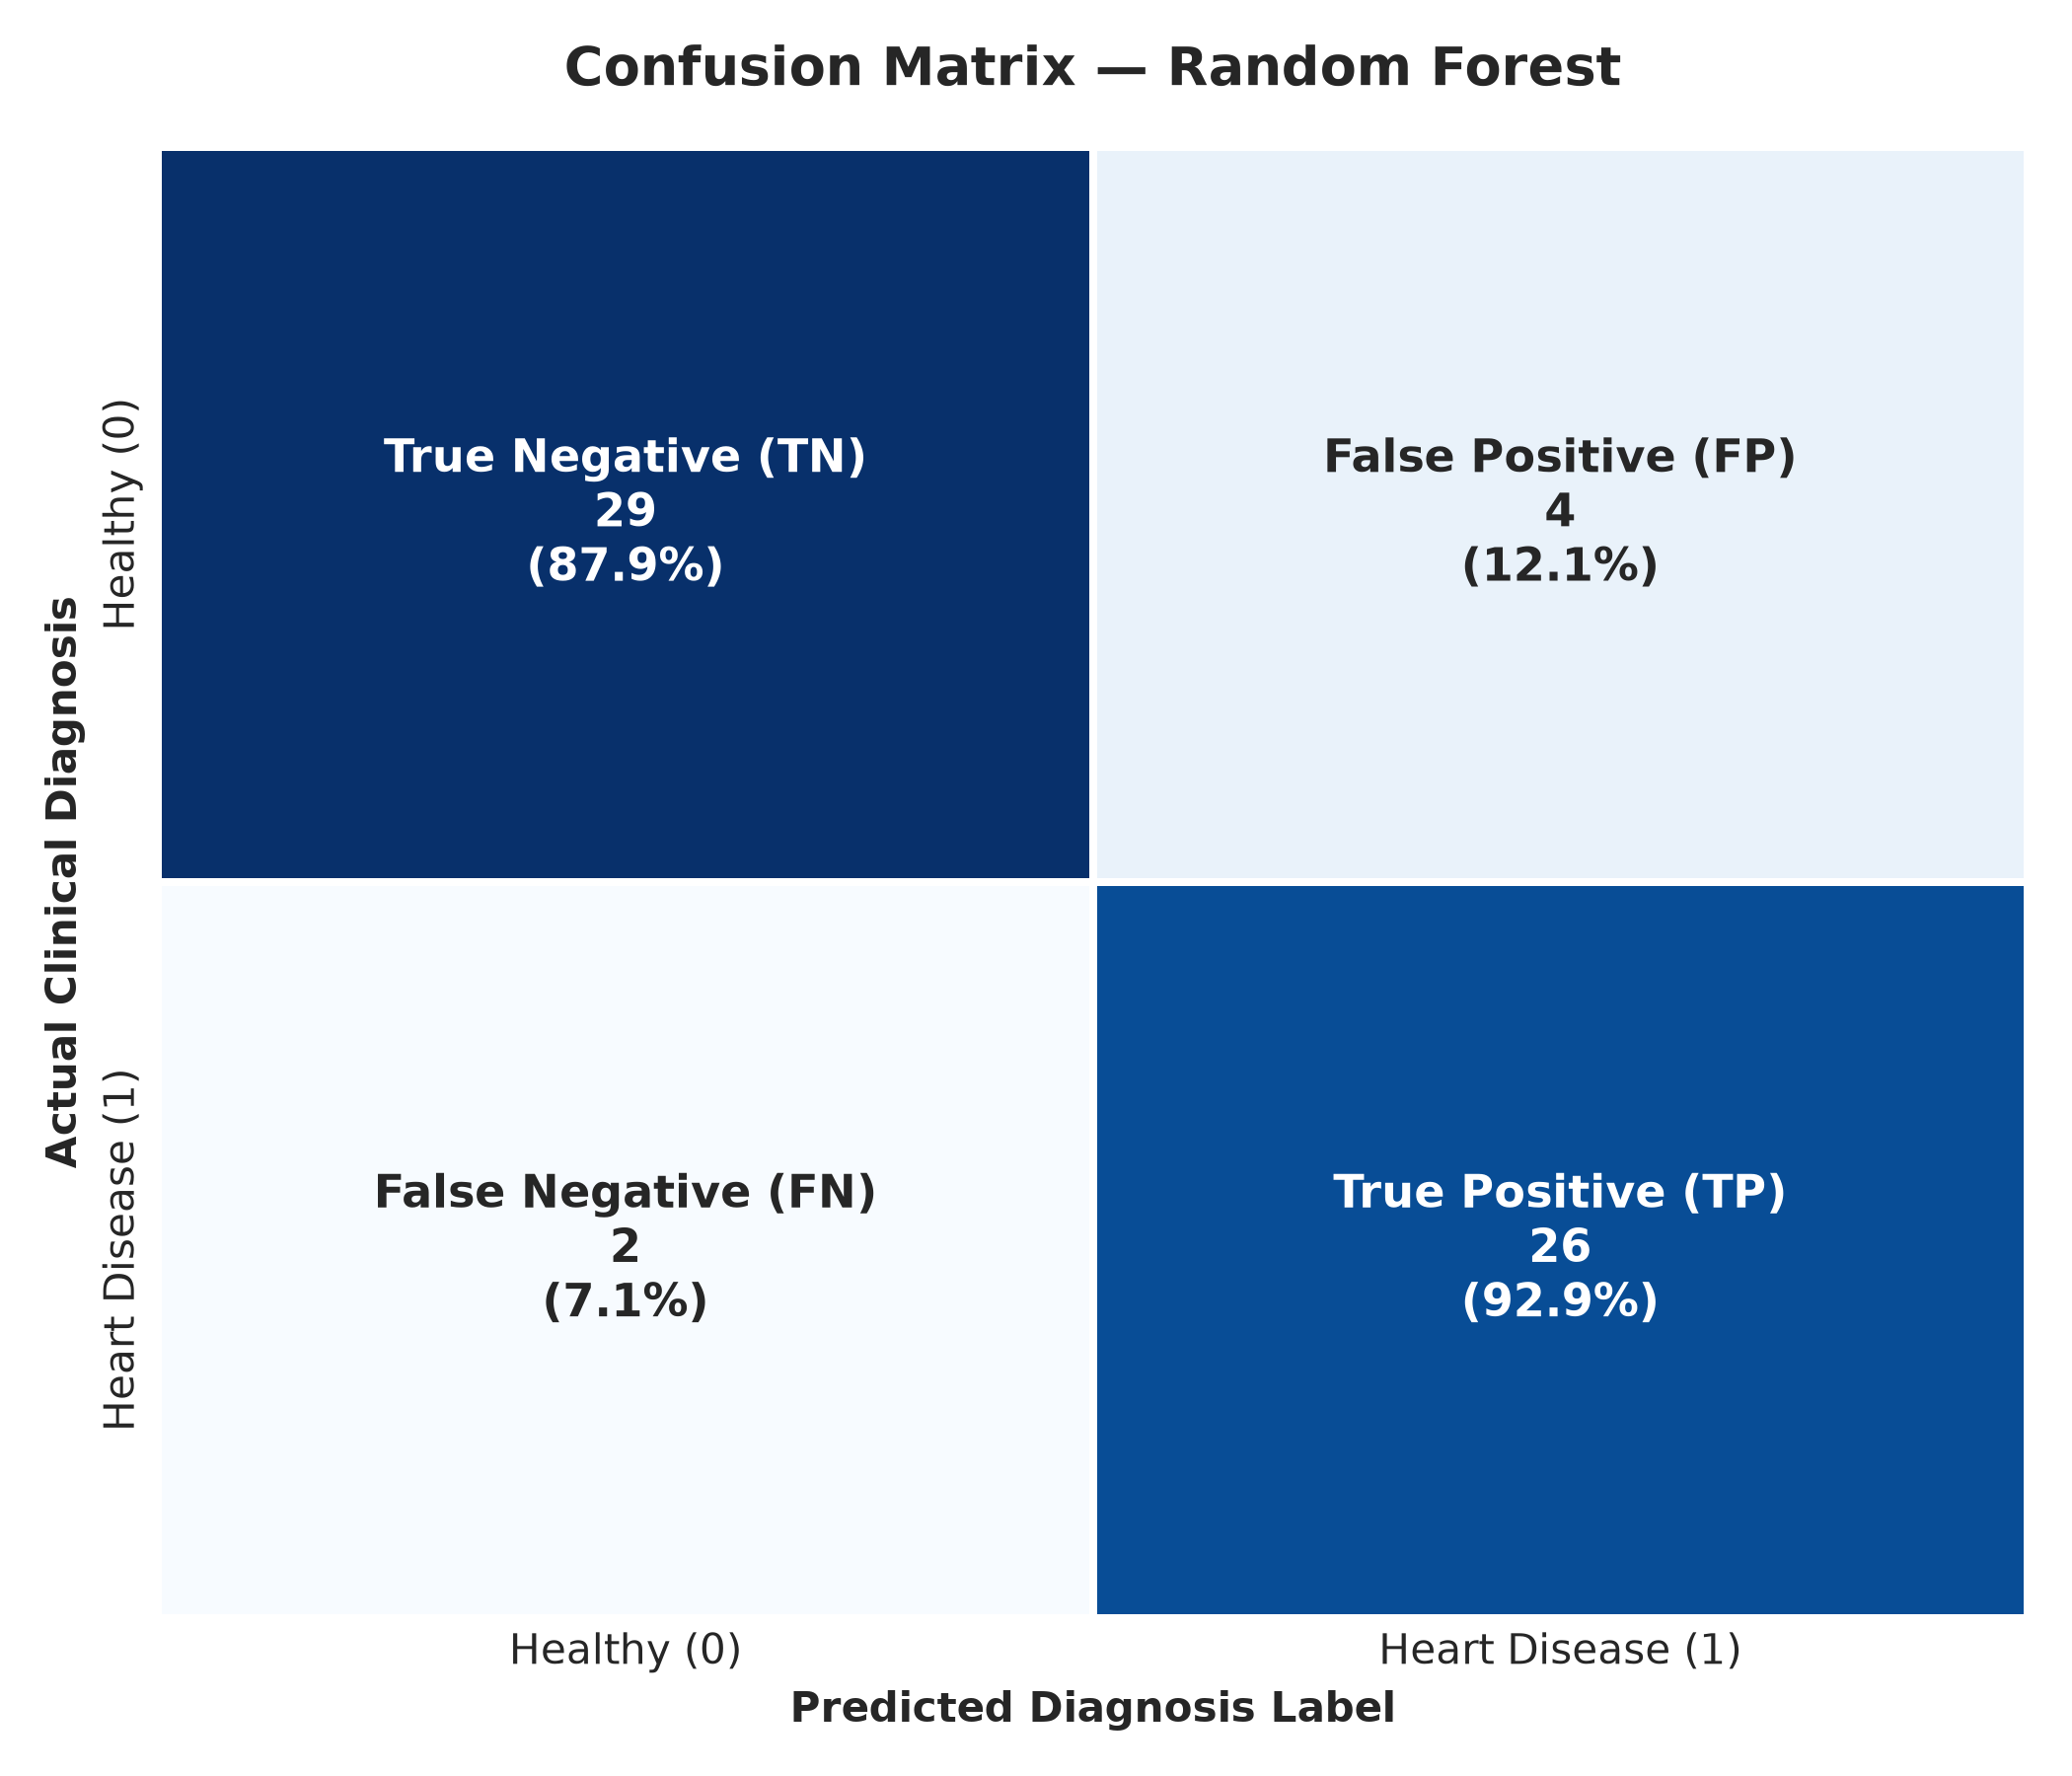 Confusion Matrix — Random Forest
Actual Clinical Diagnosis
Healthy (0)
True Negative (TN)
29
(87.9%)
False Positive (FP)
4
(12.1%)
Heart Disease (1)
False Negative (FN)
2
(7.1%)
True Positive (TP)
26
(92.9%)
Healthy (0)
Heart Disease (1)
Predicted Diagnosis Label